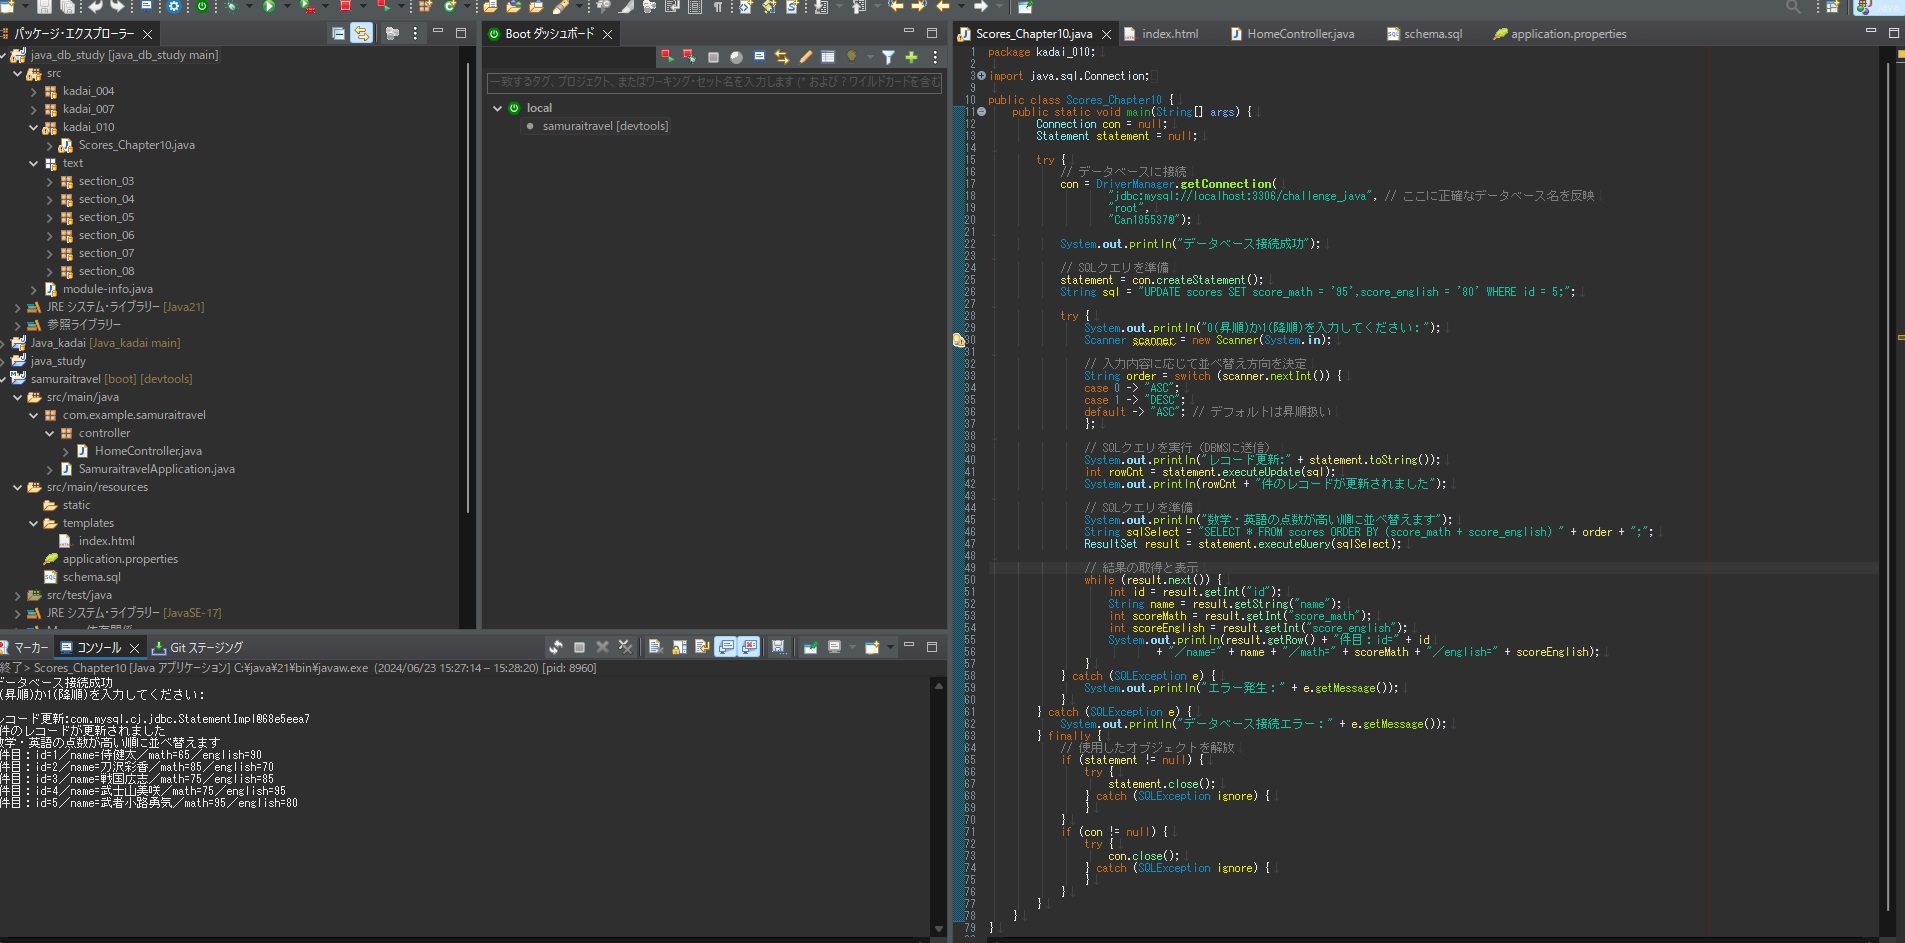 パッケージ・エクスプローラー
java_db_study [java_db_study main]
src
kadai_004
kadai_007
kadai_010
Scores_Chapter10.java
text
section_03
section_04
section_05
section_06
section_07
section_08
module-info.java
JRE システム・ライブラリー [Java21]
参照ライブラリー
Java_kadai [Java_kadai main]
java_study
samuraitravel [boot] [devtools]
src/main/java
com.example.samuraitravel
controller
HomeController.java
SamuraitravelApplication.java
src/main/resources
static
templates
index.html
application.properties
schema.sql
src/test/java
JRE システム・ライブラリー [JavaSE-17]
Boot ダッシュボード
一致するタグ、プロジェクト、またはワーキング・セット名を入力します (* および ? ワイルドカードを含む
local
samuraitravel [devtools]
マーカー コンソール Git ステージング
終了> Scores_Chapter10 [Java アプリケーション] C:¥java¥21¥bin¥javaw.exe (2024/06/23 15:27:14 – 15:28:20) [pid: 8960]
データベース接続成功
(昇順)か1(降順)を入力してください：
レコード更新:com.mysql.cj.jdbc.StatementImpl@68e5eea7
件のレコードが更新されました
数学・英語の点数が高い順に並べ替えます
件目：id=1／name=侍健太／math=65／english=90
件目：id=2／name=刀沢彩香／math=85／english=70
件目：id=3／name=戦国広志／math=75／english=85
件目：id=4／name=武士山美咲／math=75／english=95
件目：id=5／name=武者小路勇気／math=95／english=80
Scores_Chapter10.java index.html HomeController.java schema.sql application.properties
1 package kadai_010;
2
3 import java.sql.Connection;
9
10 public class Scores_Chapter10 {
11 public static void main(String[] args) {
12 Connection con = null;
13 Statement statement = null;
14
15 try {
16 // データベースに接続
17 con = DriverManager.getConnection(
18 "jdbc:mysql://localhost:3306/challenge_java", // ここに正確なデータベース名を反映
19 "root",
20 "Can185537@");
21
22 System.out.println("データベース接続成功");
23
24 // SQLクエリを準備
25 statement = con.createStatement();
26 String sql = "UPDATE scores SET score_math = '95',score_english = '80' WHERE id = 5;";
27
28 try {
29 System.out.println("0(昇順)か1(降順)を入力してください：");
30 Scanner scanner = new Scanner(System.in);
31
32 // 入力内容に応じて並べ替え方向を決定
33 String order = switch (scanner.nextInt()) {
34 case 0 -> "ASC";
35 case 1 -> "DESC";
36 default -> "ASC"; // デフォルトは昇順扱い
37 };
38
39 // SQLクエリを実行（DBMSに送信）
40 System.out.println("レコード更新:" + statement.toString());
41 int rowCnt = statement.executeUpdate(sql);
42 System.out.println(rowCnt + "件のレコードが更新されました");
43
44 // SQLクエリを準備
45 System.out.println("数学・英語の点数が高い順に並べ替えます");
46 String sqlSelect = "SELECT * FROM scores ORDER BY (score_math + score_english) " + order + ";";
47 ResultSet result = statement.executeQuery(sqlSelect);
48
49 // 結果の取得と表示
50 while (result.next()) {
51 int id = result.getInt("id");
52 String name = result.getString("name");
53 int scoreMath = result.getInt("score_math");
54 int scoreEnglish = result.getInt("score_english");
55 System.out.println(result.getRow() + "件目：id=" + id
56 + "／name=" + name + "／math=" + scoreMath + "／english=" + scoreEnglish);
57 }
58 } catch (SQLException e) {
59 System.out.println("エラー発生：" + e.getMessage());
60 }
61 } catch (SQLException e) {
62 System.out.println("データベース接続エラー：" + e.getMessage());
63 } finally {
64 // 使用したオブジェクトを解放
65 if (statement != null) {
66 try {
67 statement.close();
68 } catch (SQLException ignore) {
69 }
70 }
71 if (con != null) {
72 try {
73 con.close();
74 } catch (SQLException ignore) {
75 }
76 }
77 }
78 }
79 }